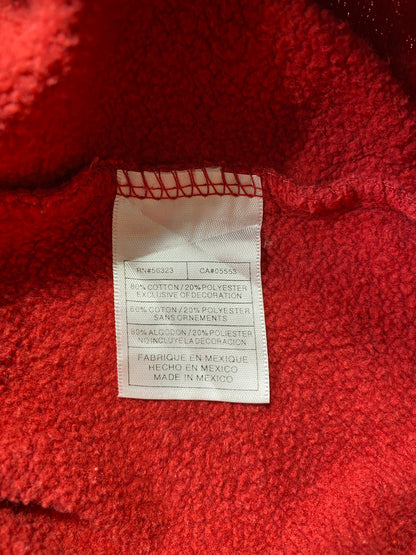 RN#56323 CA#05553
80% COTTON / 20% POLYESTER
EXCLUSIVE OF DECORATION
60% COTON / 20% POLYESTER
SANS ORNEMENTS
80% ALGODON / 20% POLIESTER
NO INCLUYE LA DECORACION
FABRIQUE EN MEXIQUE
HECHO EN MEXICO
MADE IN MEXICO